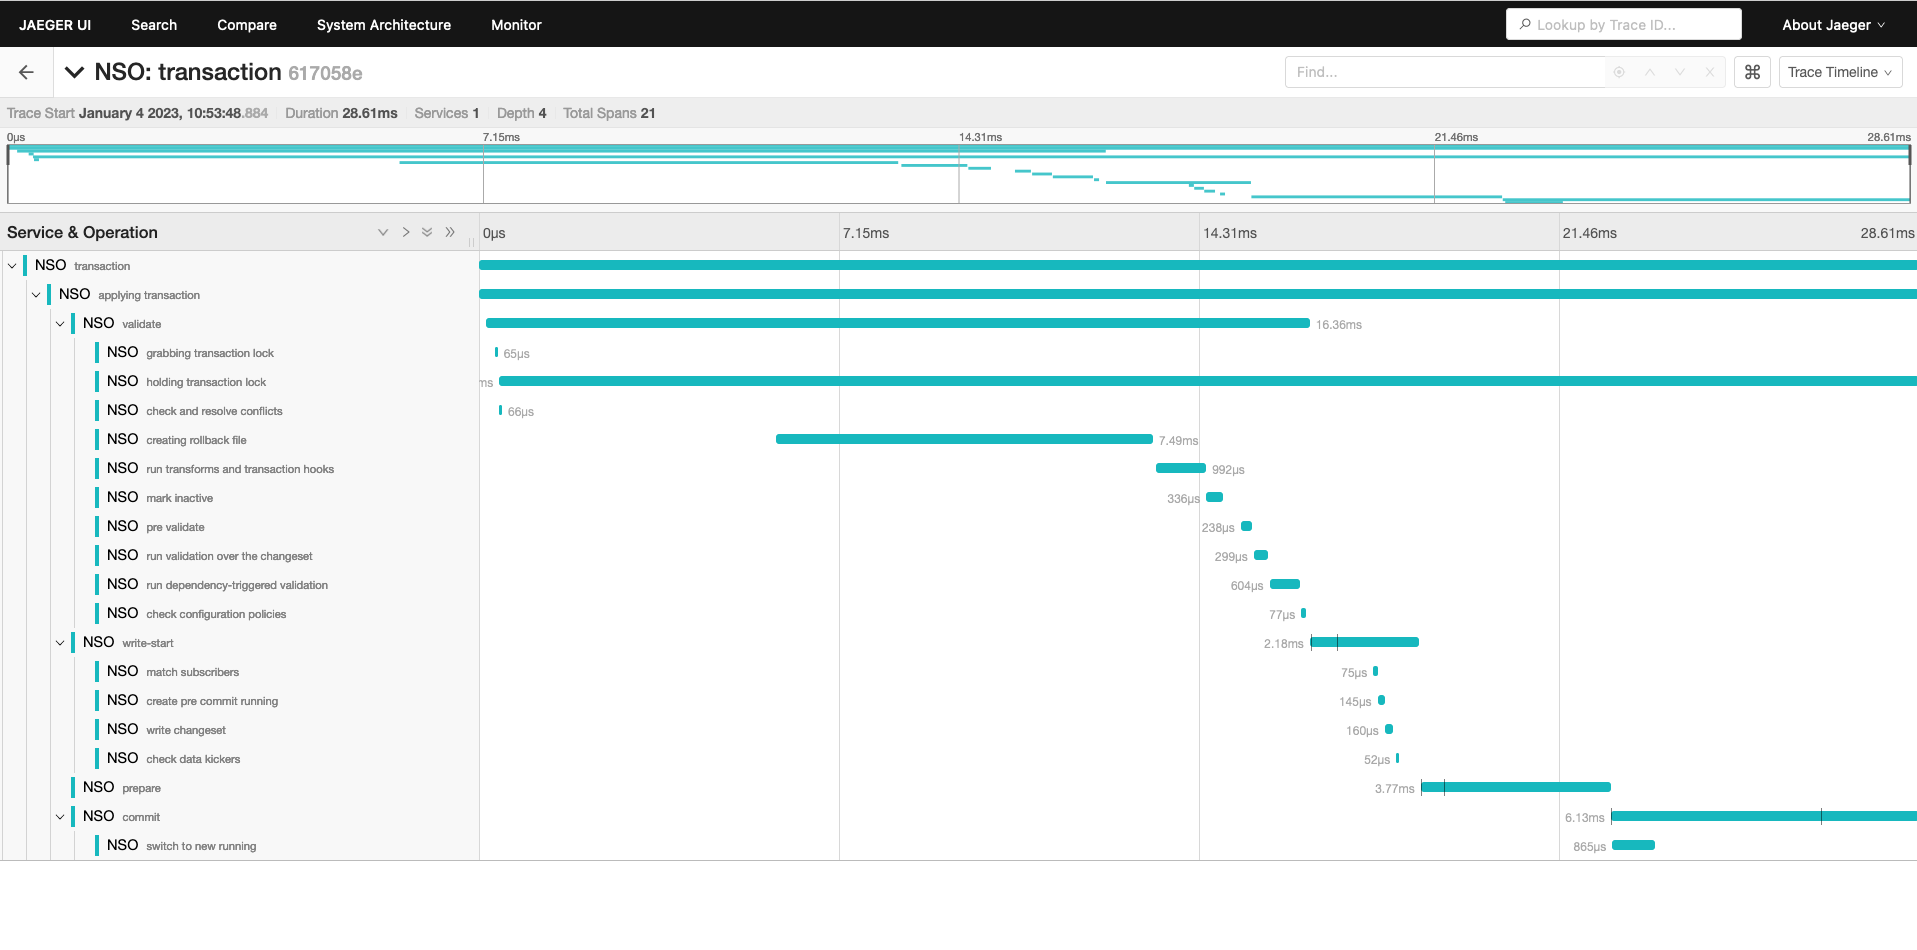 JAEGER UI Search Compare System Architecture Monitor Lookup by Trace ID... About Jaeger
NSO: transaction 617058e Find... ⌘ Trace Timeline
Trace Start January 4 2023, 10:53:48.884 Duration 28.61ms Services 1 Depth 4 Total Spans 21
0μs 7.15ms 14.31ms 21.46ms 28.61ms
Service & Operation 0μs 7.15ms 14.31ms 21.46ms 28.61ms
NSO transaction
NSO applying transaction
NSO validate 16.36ms
NSO grabbing transaction lock 65μs
NSO holding transaction lock ms
NSO check and resolve conflicts 66μs
NSO creating rollback file 7.49ms
NSO run transforms and transaction hooks 992μs
NSO mark inactive 336μs
NSO pre validate 238μs
NSO run validation over the changeset 299μs
NSO run dependency-triggered validation 604μs
NSO check configuration policies 77μs
NSO write-start 2.18ms
NSO match subscribers 75μs
NSO create pre commit running 145μs
NSO write changeset 160μs
NSO check data kickers 52μs
NSO prepare 3.77ms
NSO commit 6.13ms
NSO switch to new running 865μs